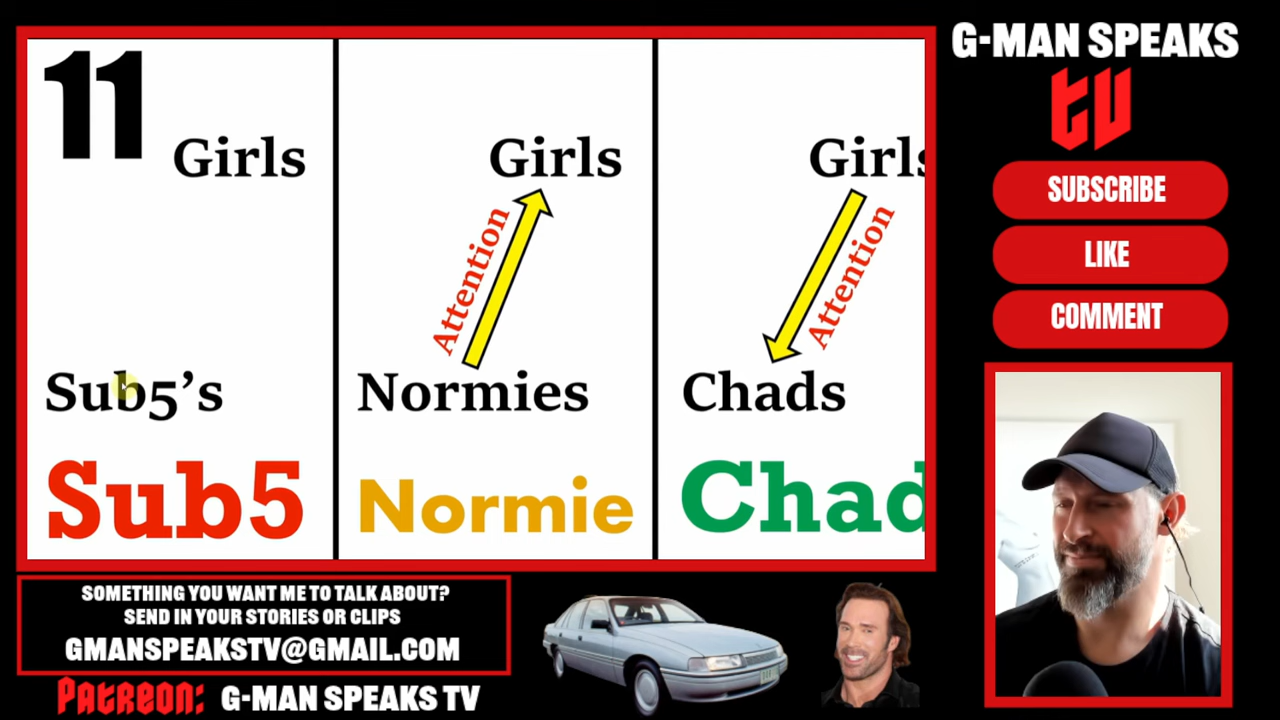 11
Girls
Sub5's
Sub5
Girls
Attention
Normies
Normie
Girls
Attention
Chads
Chad
G-MAN SPEAKS
TV
SUBSCRIBE
LIKE
COMMENT
SOMETHING YOU WANT ME TO TALK ABOUT?
SEND IN YOUR STORIES OR CLIPS
GMANSPEAKSTV@GMAIL.COM
PATREON: G-MAN SPEAKS TV